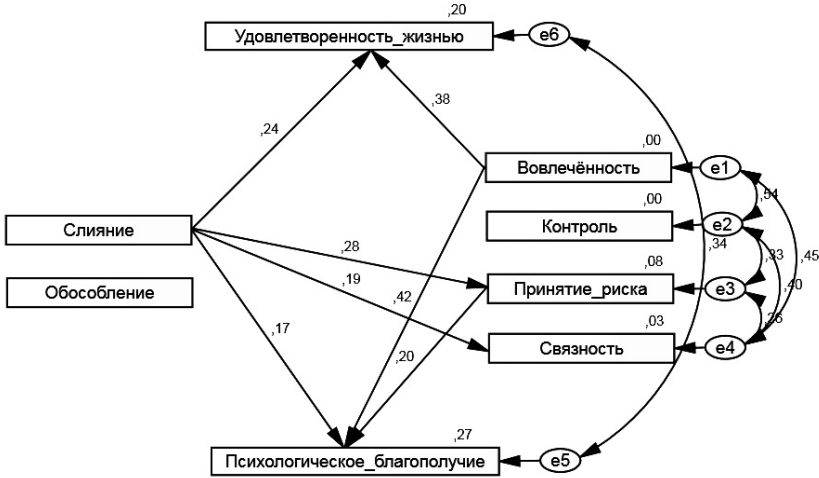 ,20
Удовлетворенность_жизнью
e6
,38
,24
,00
Вовлечённость
e1
,54
,00
Слияние
Контроль
e2
,34
,33
,45
,28
,08
,19
,42
,40
Обособление
Принятие_риска
e3
,26
,03
,17
,20
Связность
e4
,27
Психологическое_благополучие
e5